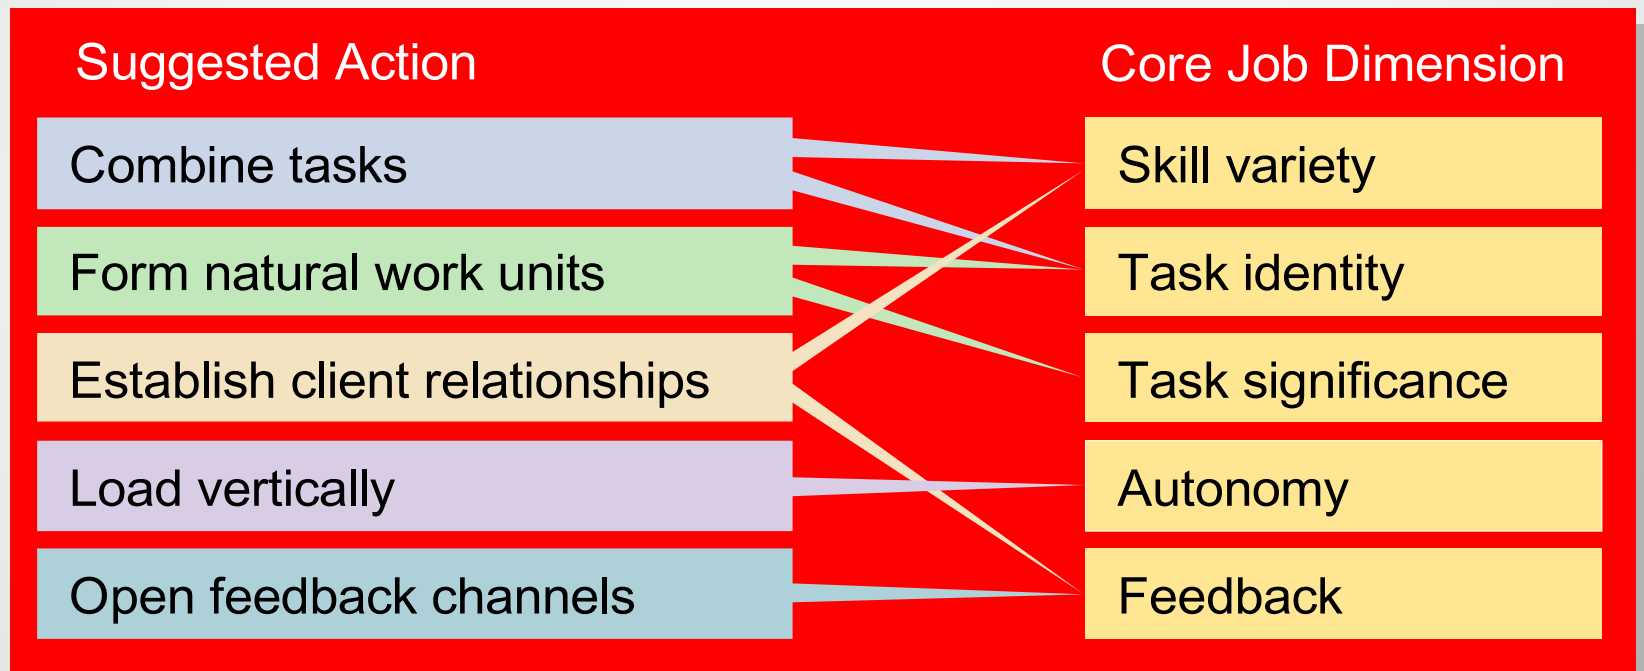 Suggested Action
Core Job Dimension
Combine tasks
Skill variety
Form natural work units
Task identity
Establish client relationships
Task significance
Load vertically
Autonomy
Open feedback channels
Feedback